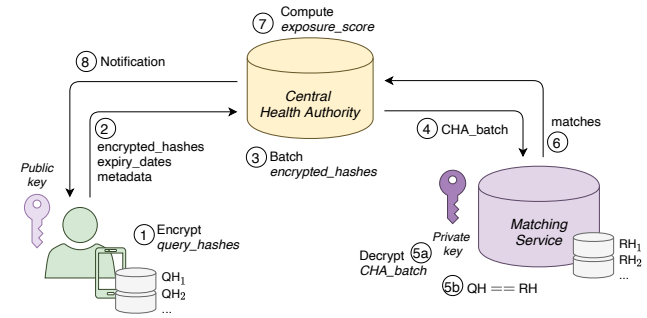 7 Compute
exposure_score
8 Notification
Central
Health Authority
2
encrypted_hashes
expiry_dates
metadata
4 CHA_batch
matches
6
3 Batch
encrypted_hashes
Public
key
1 Encrypt
query_hashes
QH₁
QH₂
...
Private
key
Matching
Service
RH₁
RH₂
...
Decrypt 5a
CHA_batch
5b QH == RH